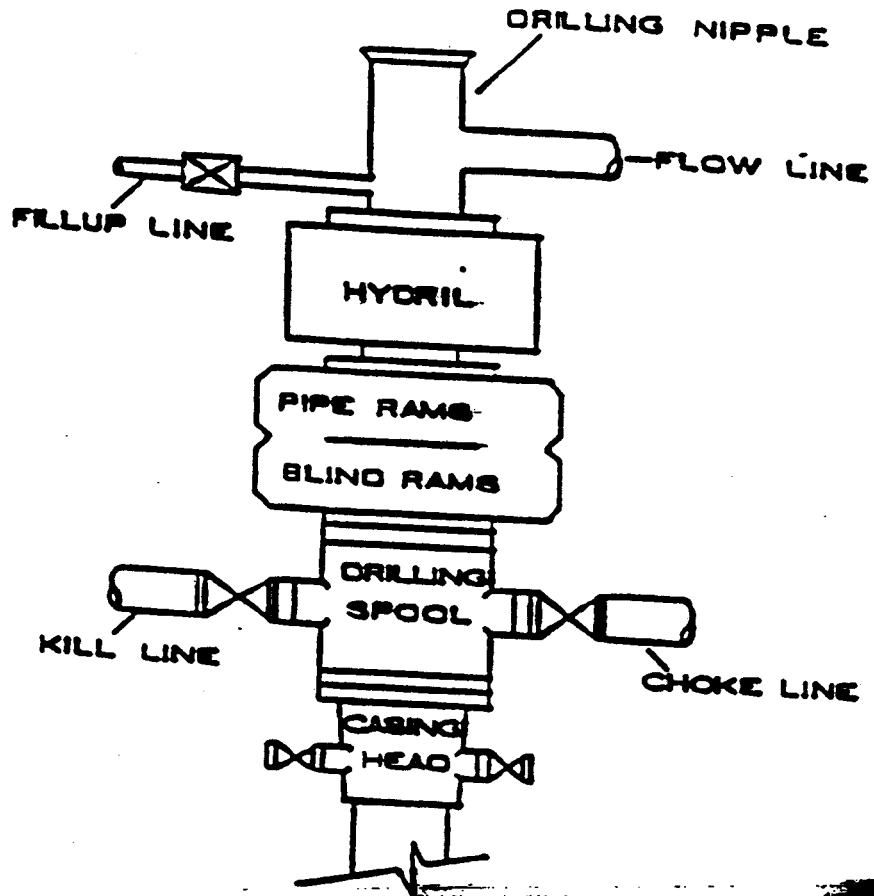 DRILLING NIPPLE
FLOW LINE
FILLUP LINE
HYDRIL
PIPE RAMS
BLIND RAMS
DRILLING
SPOOL
KILL LINE
CHOKE LINE
CASING
HEAD